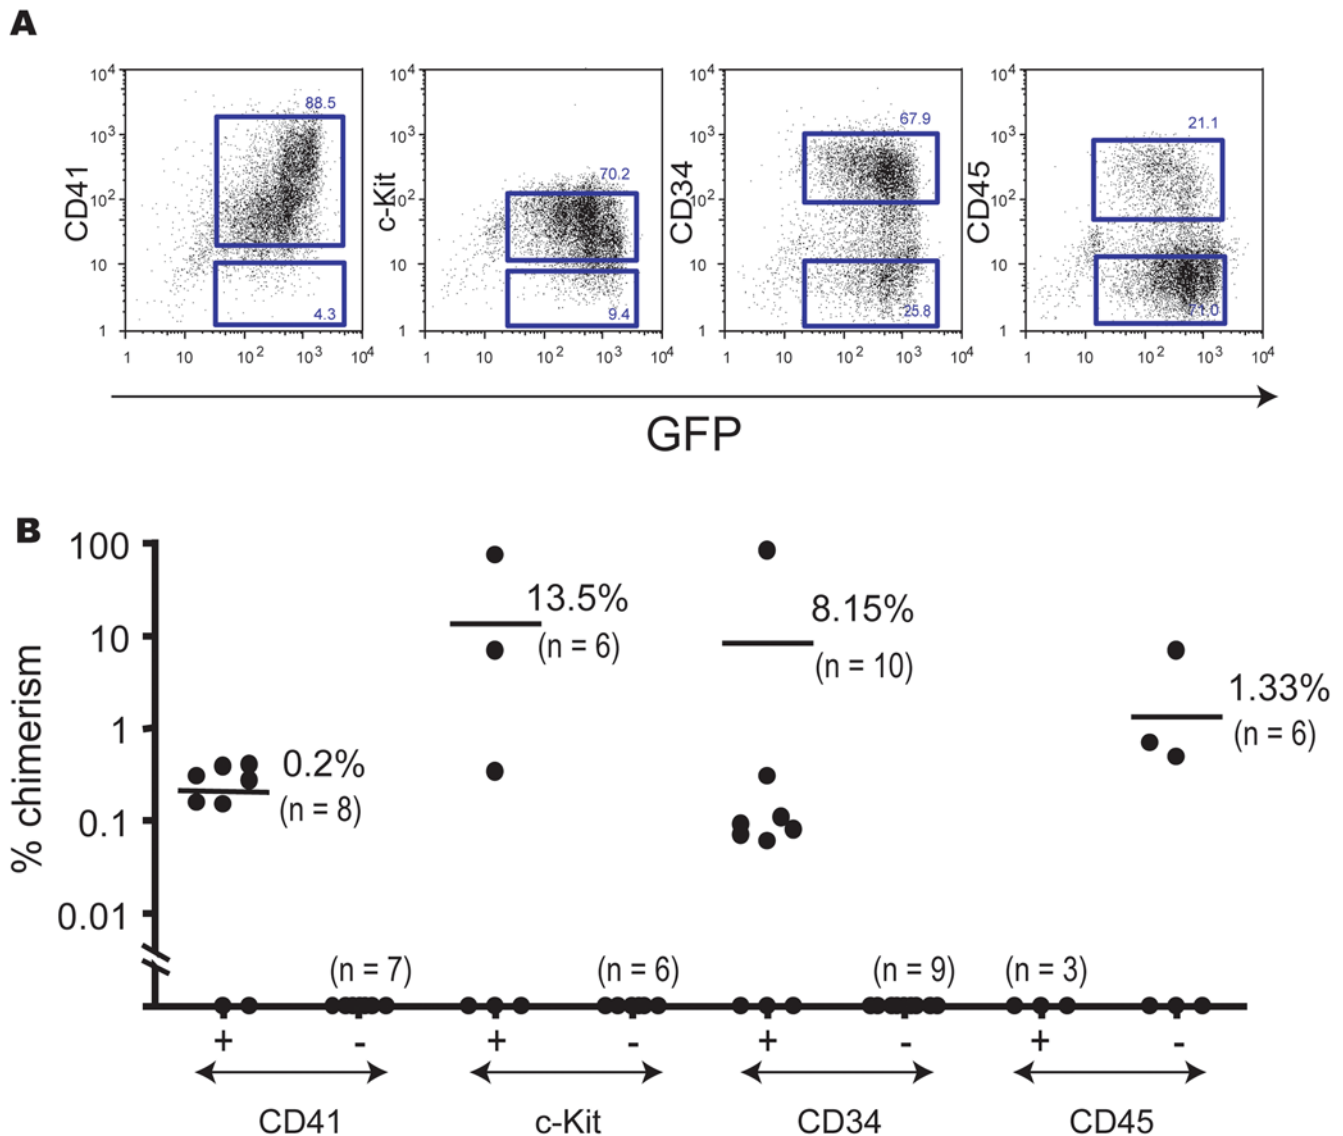 A
10⁴ 10⁴ 10⁴ 10⁴
88.5 67.9 21.1
10³ 10³ 10³ 10³
CD41 c-Kit 70.2 CD34 CD45
10² 10² 10² 10²
10 10 10 10
4.3 9.4 25.8 71.0
1 1 1 1
1 10 10² 10³ 10⁴ 1 10 10² 10³ 10⁴ 1 10 10² 10³ 10⁴ 1 10 10² 10³ 10⁴
GFP
B
100
13.5% 8.15%
10 (n = 6) (n = 10)
1.33%
1 (n = 6)
0.2%
(n = 8)
0.1
% chimerism
0.01
(n = 7) (n = 6) (n = 9) (n = 3)
+ - + - + - + -
CD41 c-Kit CD34 CD45